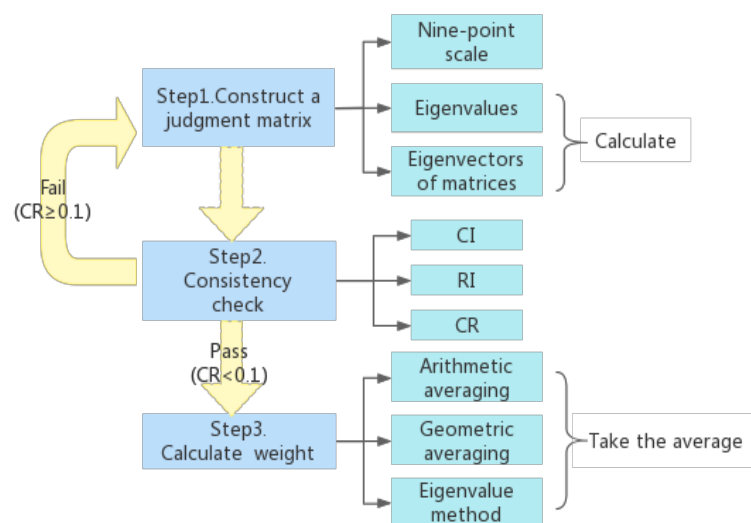 Nine-point
scale
Step1.Construct a
judgment matrix
Eigenvalues
Calculate
Eigenvectors
of matrices
Fail
(CR≥0.1)
Step2.
Consistency
check
CI
RI
CR
Pass
(CR<0.1)
Arithmetic
averaging
Step3.
Calculate weight
Geometric
averaging
Take the average
Eigenvalue
method